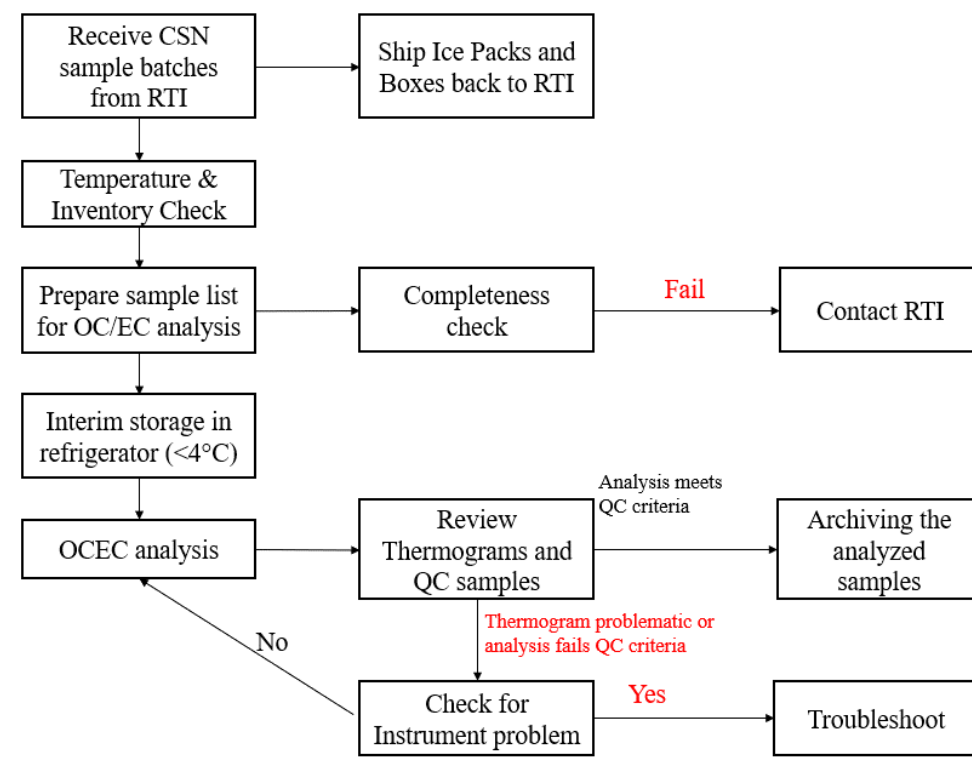 Receive CSN
sample batches
from RTI
Ship Ice Packs and
Boxes back to RTI
Temperature &
Inventory Check
Prepare sample list
for OC/EC analysis
Completeness
check
Fail
Contact RTI
Interim storage in
refrigerator (<4°C)
OCEC analysis
Review
Thermograms and
QC samples
Analysis meets
QC criteria
Archiving the
analyzed
samples
Thermogram problematic or
analysis fails QC criteria
No
Check for
Instrument problem
Yes
Troubleshoot